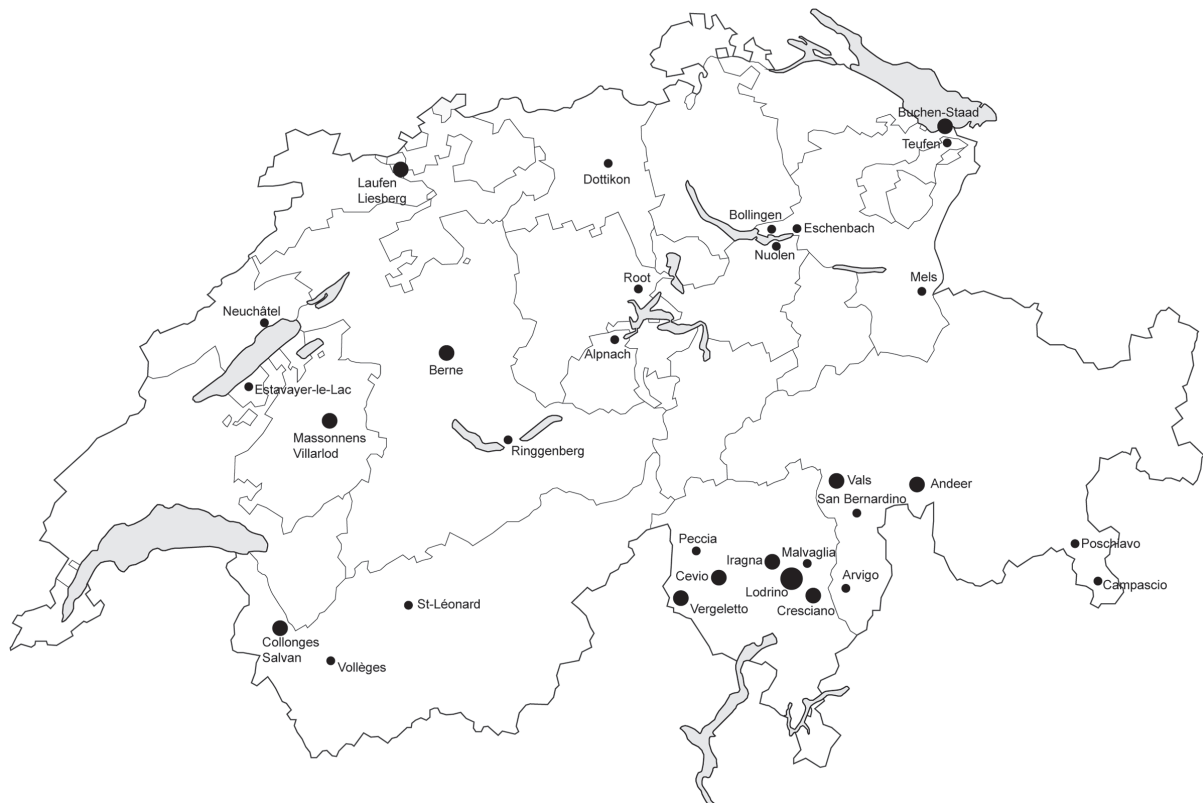 Buchen-Staad
Teufen
Dottikon
Laufen
Liesberg
Bollingen
Eschenbach
Nuolen
Root
Mels
Neuchâtel
Alpnach
Berne
Estavayer-le-Lac
Massonnens
Villarlod
Ringgenberg
Vals
Andeer
San Bernardino
Peccia
Malvaglia
Iragna
Poschiavo
Cevio
Arvigo
Campascio
Lodrino
Cresciano
Vergeletto
St-Léonard
Collonges
Salvan
Vollèges